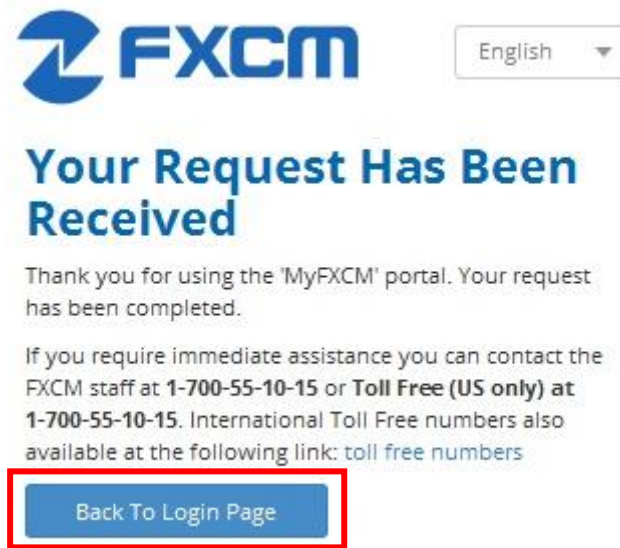 FXCM
English
Your Request Has Been
Received
Thank you for using the 'MyFXCM' portal. Your request
has been completed.
If you require immediate assistance you can contact the
FXCM staff at 1-700-55-10-15 or Toll Free (US only) at
1-700-55-10-15. International Toll Free numbers also
available at the following link: toll free numbers
Back To Login Page